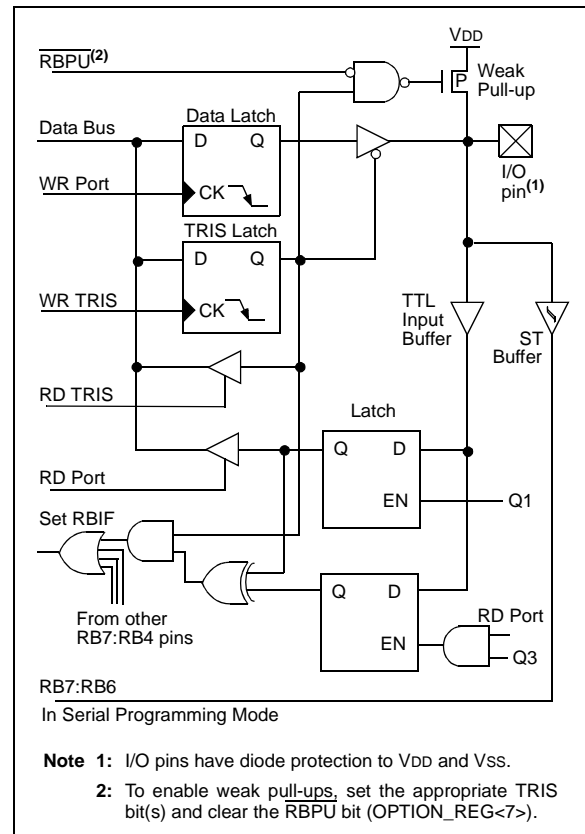 VDD
RBPU(2)
P
Weak
Pull-up
Data Latch
Data Bus
D Q
I/O
pin(1)
WR Port
CK
TRIS Latch
D Q
WR TRIS
CK
TTL
Input
Buffer
ST
Buffer
RD TRIS
Latch
Q D
RD Port
EN
Q1
Set RBIF
Q D
RD Port
From other
RB7:RB4 pins
EN
Q3
RB7:RB6
In Serial Programming Mode
Note 1: I/O pins have diode protection to VDD and VSS.
2: To enable weak pull-ups, set the appropriate TRIS
bit(s) and clear the RBPU bit (OPTION_REG<7>).